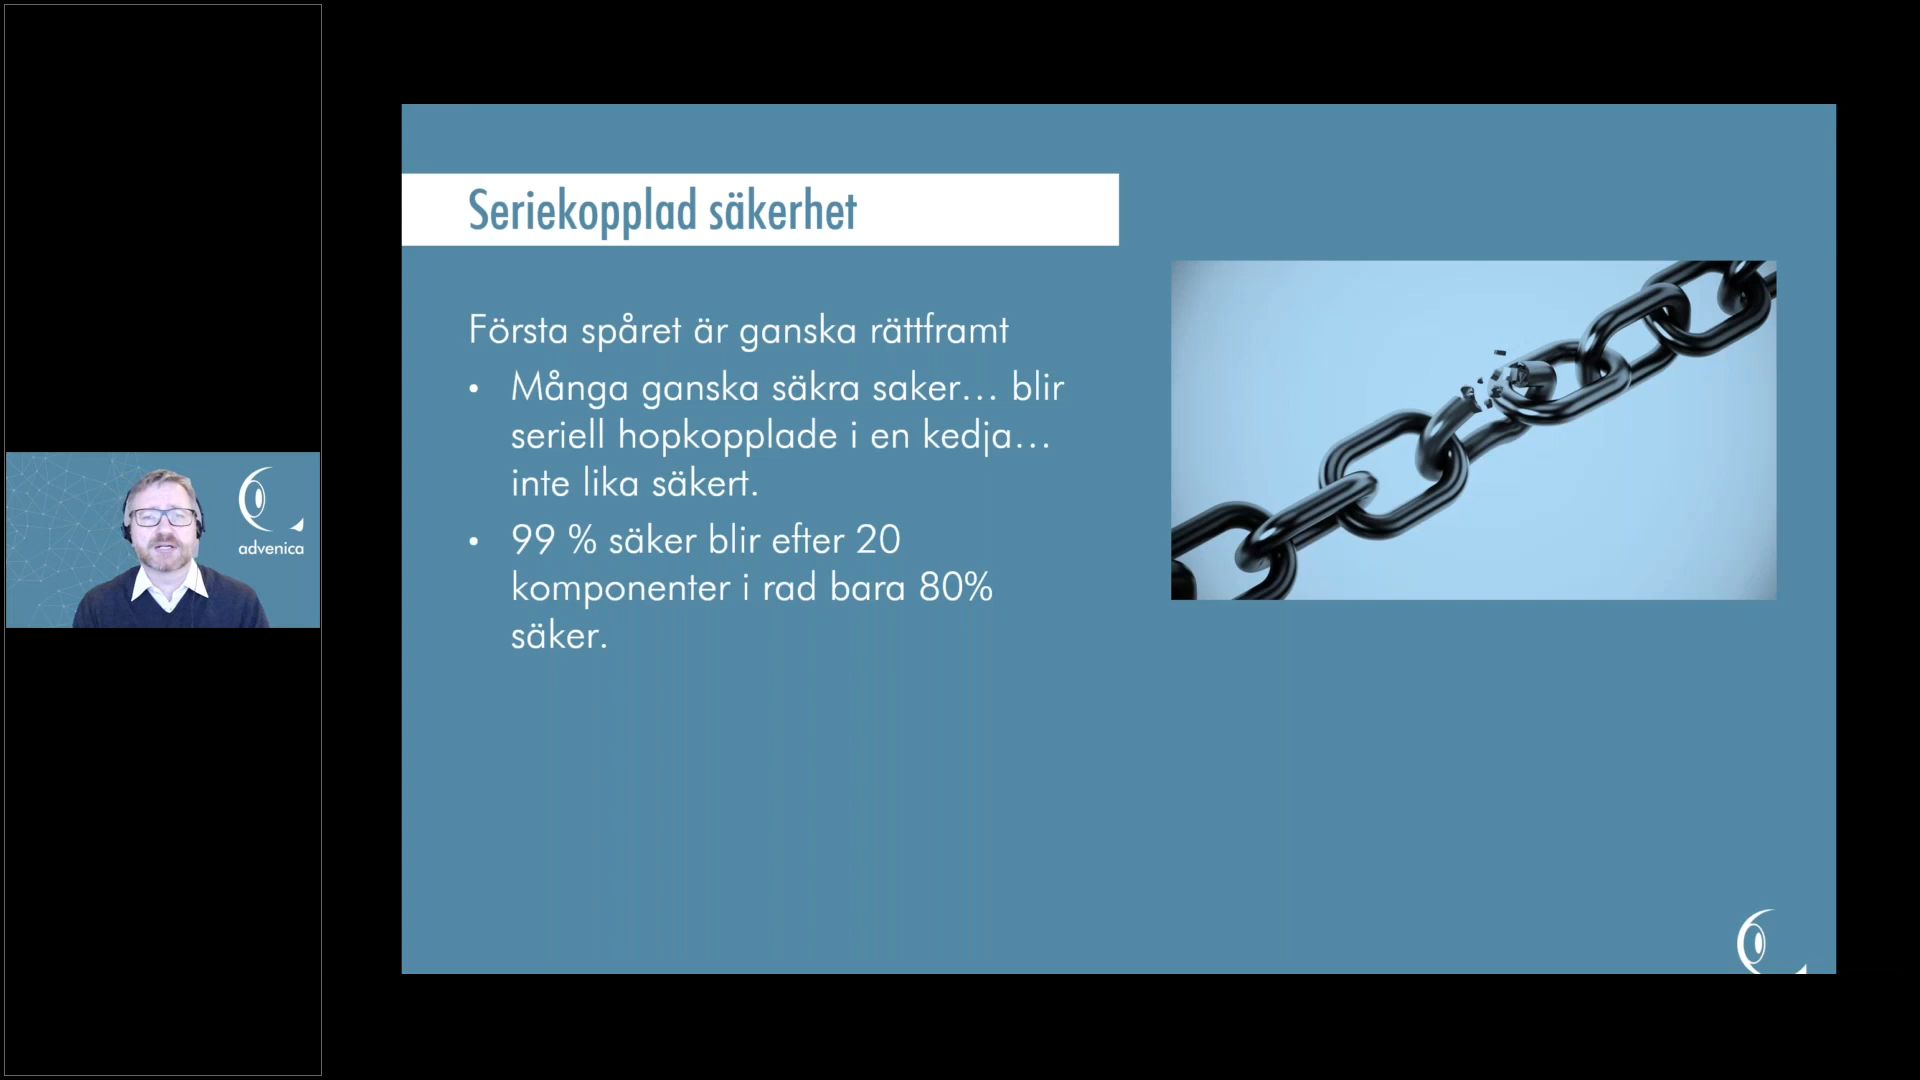 Seriekopplad säkerhet
Första spåret är ganska rättframt
• Många ganska säkra saker… blir
seriell hopkopplade i en kedja…
inte lika säkert.
• 99 % säker blir efter 20
komponenter i rad bara 80%
säker.
advenica